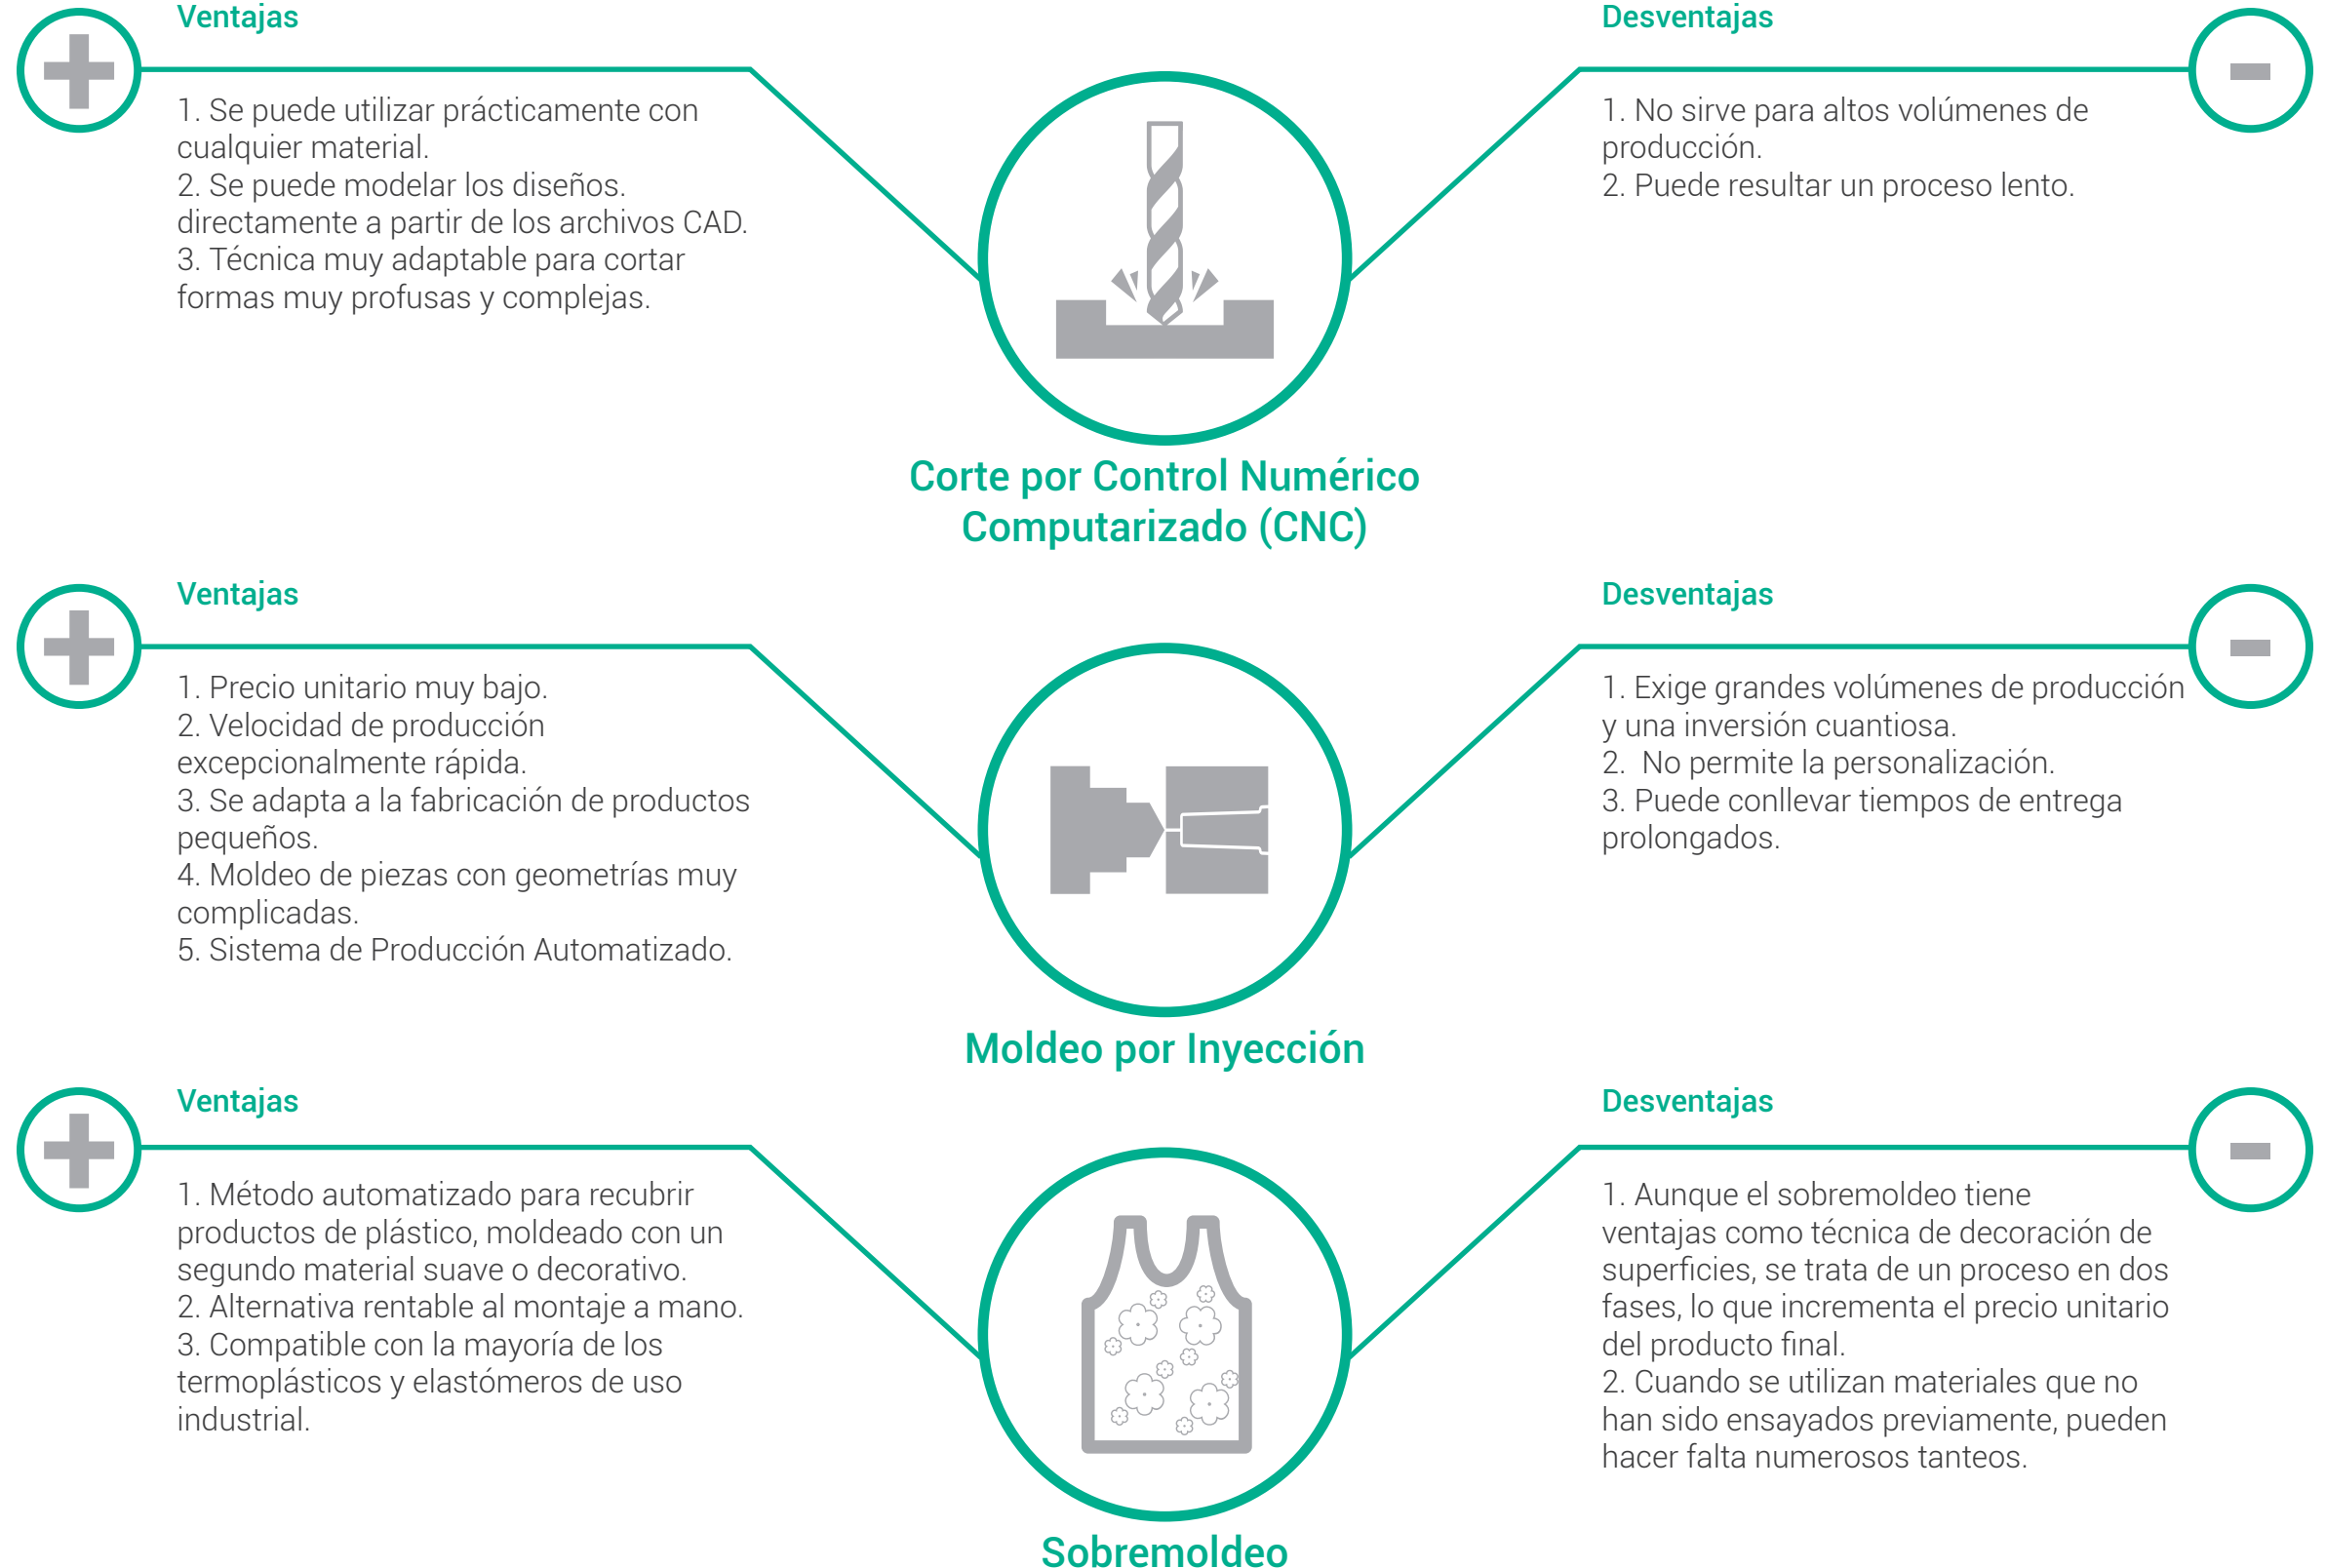 Ventajas
1. Se puede utilizar prácticamente con
cualquier material.
2. Se puede modelar los diseños.
directamente a partir de los archivos CAD.
3. Técnica muy adaptable para cortar
formas muy profusas y complejas.
Desventajas
1. No sirve para altos volúmenes de
producción.
2. Puede resultar un proceso lento.
Corte por Control Numérico
Computarizado (CNC)
Ventajas
1. Precio unitario muy bajo.
2. Velocidad de producción
excepcionalmente rápida.
3. Se adapta a la fabricación de productos
pequeños.
4. Moldeo de piezas con geometrías muy
complicadas.
5. Sistema de Producción Automatizado.
Desventajas
1. Exige grandes volúmenes de producción
y una inversión cuantiosa.
2.  No permite la personalización.
3. Puede conllevar tiempos de entrega
prolongados.
Moldeo por Inyección
Ventajas
1. Método automatizado para recubrir
productos de plástico, moldeado con un
segundo material suave o decorativo.
2. Alternativa rentable al montaje a mano.
3. Compatible con la mayoría de los
termoplásticos y elastómeros de uso
industrial.
Desventajas
1. Aunque el sobremoldeo tiene
ventajas como técnica de decoración de
superficies, se trata de un proceso en dos
fases, lo que incrementa el precio unitario
del producto final.
2. Cuando se utilizan materiales que no
han sido ensayados previamente, pueden
hacer falta numerosos tanteos.
Sobremoldeo